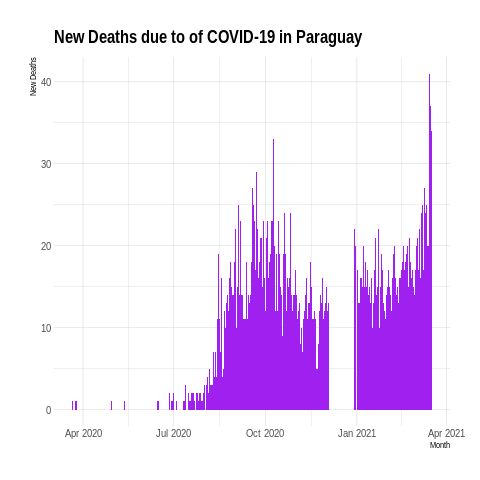 New Deaths due to of COVID-19 in Paraguay
New Deaths
40
30
20
10
0
Apr 2020 Jul 2020 Oct 2020 Jan 2021 Apr 2021
Month